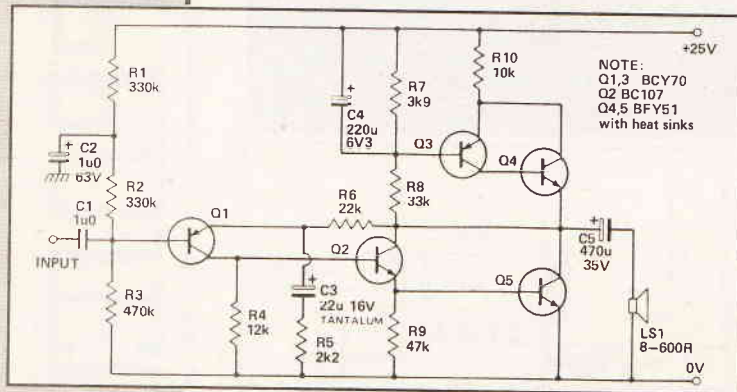 +25V
R1
330k
R7
3k9
R10
10k
NOTE:
Q1,3 BCY70
Q2 BC107
Q4,5 BFY51
with heat sinks
+
C4
220u
6V3
+
C2
1u0
63V
Q3
Q4
R2
330k
R8
33k
R6
22k
C1
1u0
Q1
Q2
+
C5
470u
35V
INPUT
+
C3
22u 16V
TANTALUM
Q5
R3
470k
R4
12k
R5
2k2
R9
47k
LS1
8-600R
0V